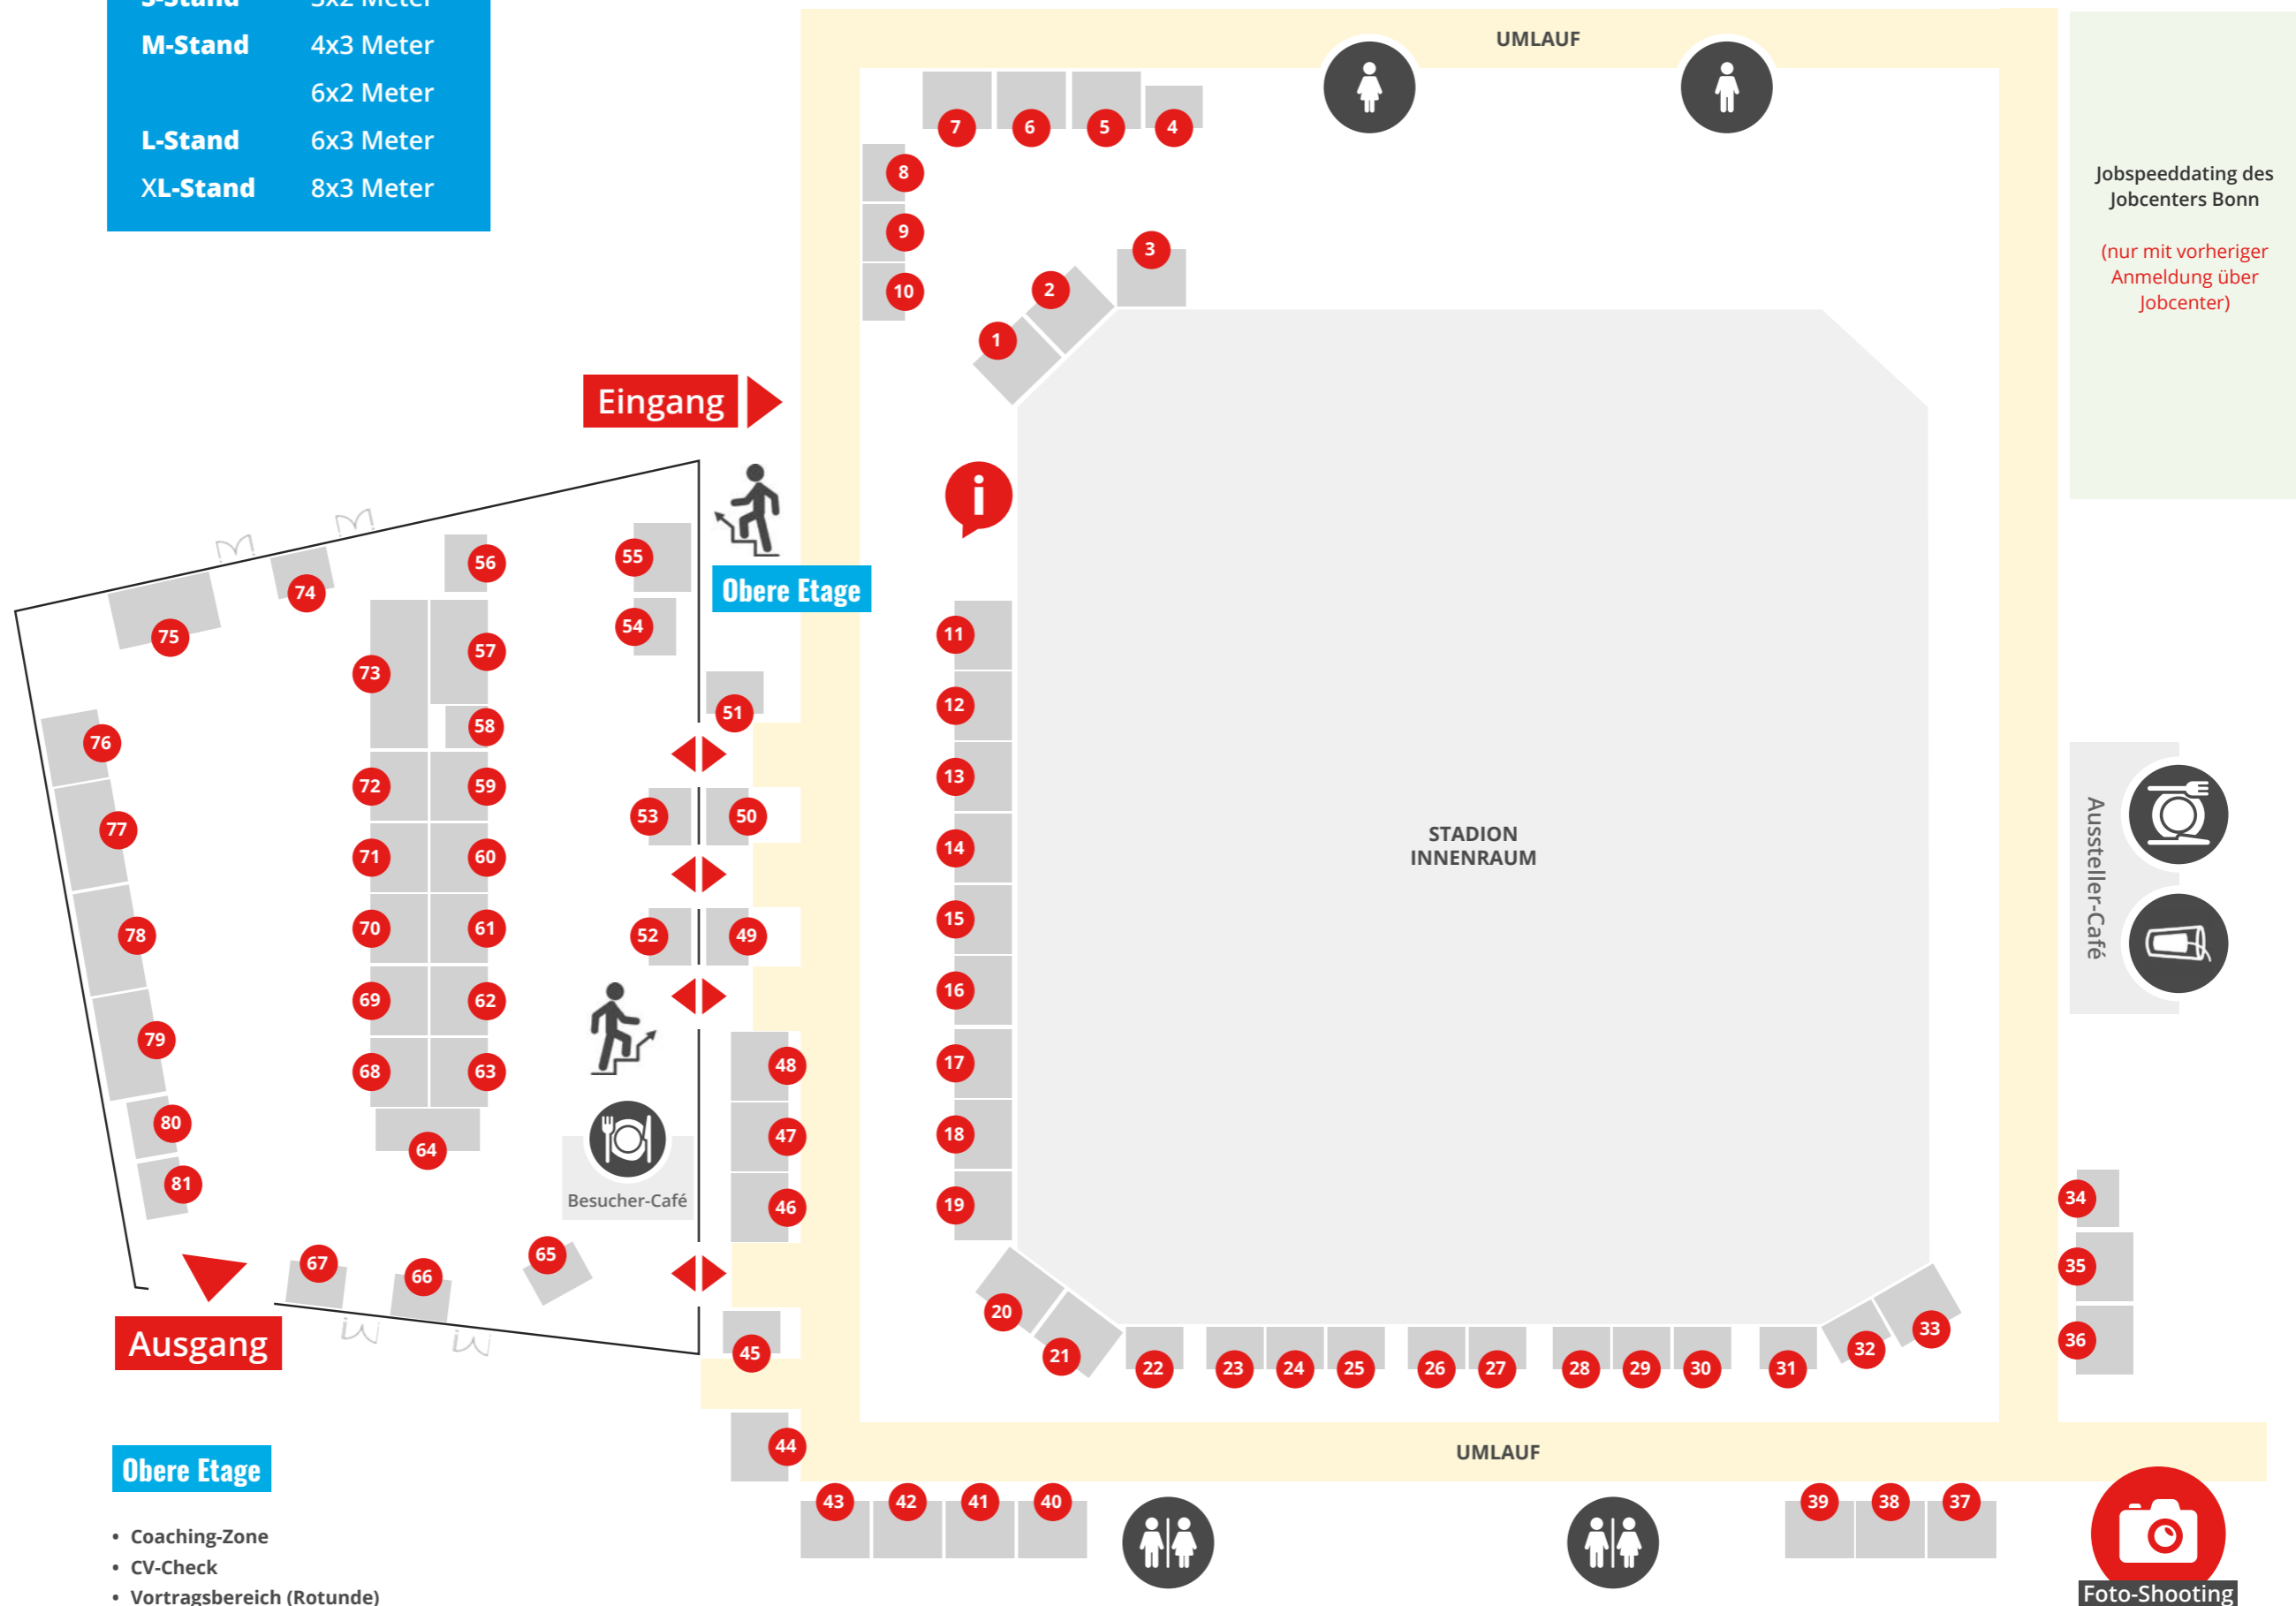 S-Stand 3x2 Meter
M-Stand 4x3 Meter
6x2 Meter
L-Stand 6x3 Meter
XL-Stand 8x3 Meter
UMLAUF
7 6 5 4
8
9
10
3
2
1
Jobspeeddating des
Jobcenters Bonn
(nur mit vorheriger
Anmeldung über
Jobcenter)
Eingang
i
Obere Etage
56
55
54
74
75
57
73
58
51
76
72 59
77
53 50
71 60
78
70 61
52 49
69 62
79
68 63
80
64
81
48
47
46
Besucher-Café
67 66 65
Ausgang
45
44
11
12
13
14
15
16
17
18
19
STADION
INNENRAUM
Aussteller-Café
34
35
36
20
21
22 23 24 25 26 27 28 29 30 31 32 33
UMLAUF
43 42 41 40
39 38 37
Foto-Shooting
Obere Etage
• Coaching-Zone
• CV-Check
• Vortragsbereich (Rotunde)